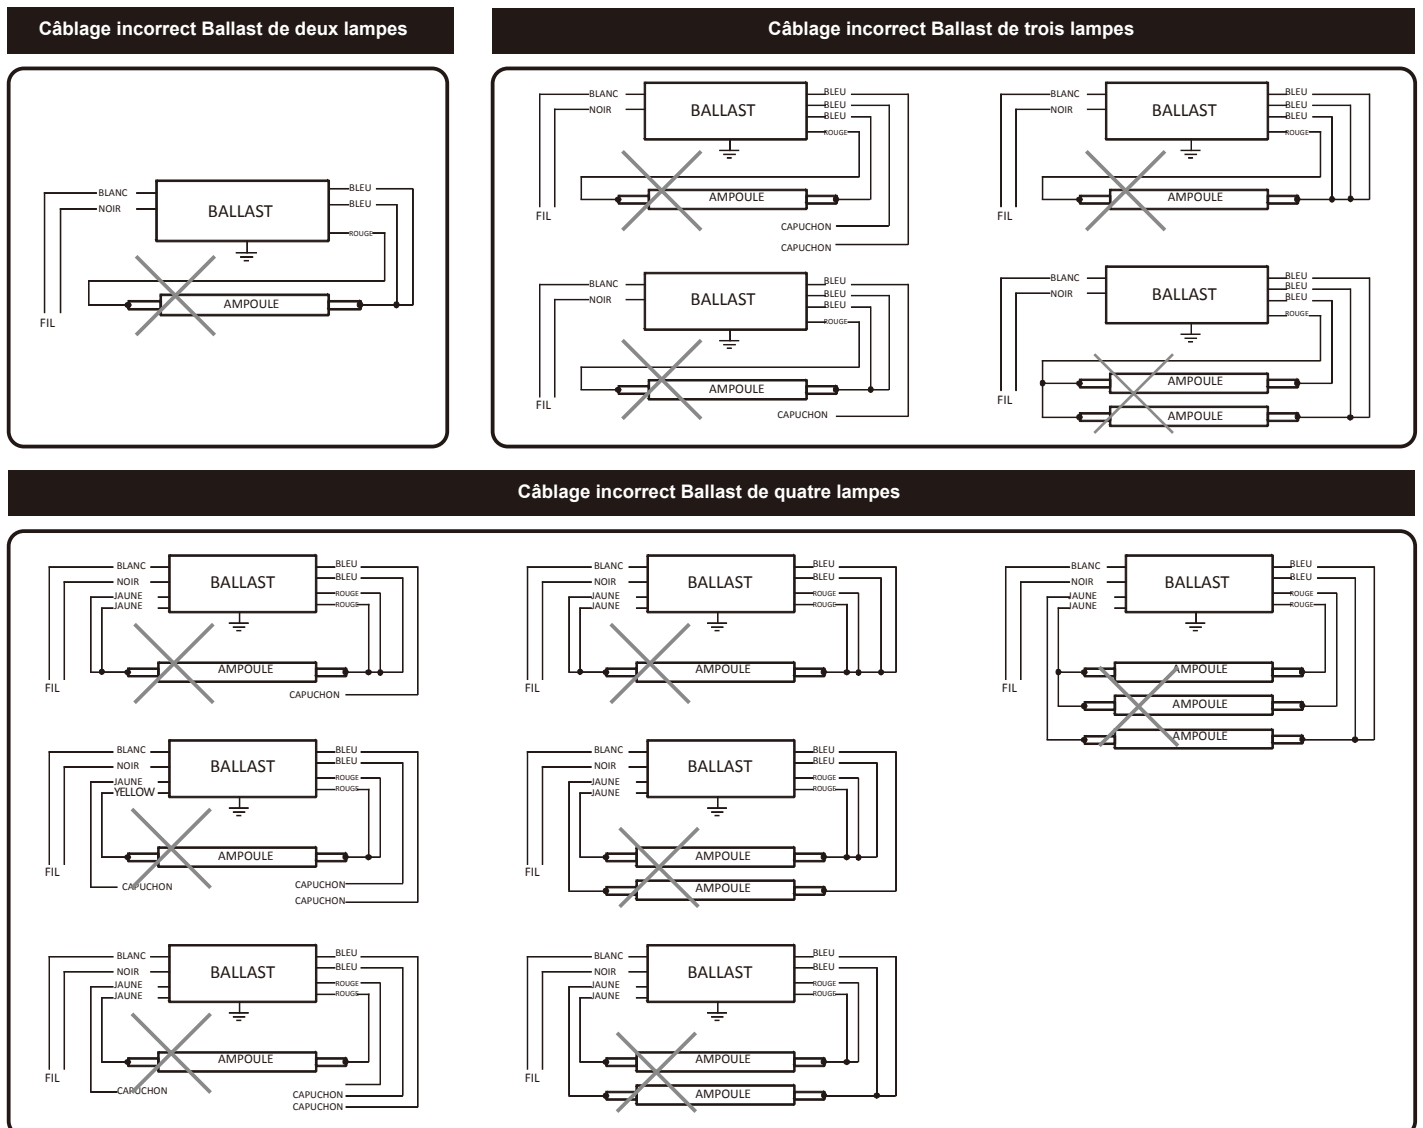 Câblage incorrect Ballast de deux lampes
BLANC
NOIR
BALLAST
BLEU
BLEU
ROUGE
AMPOULE
FIL
Câblage incorrect Ballast de trois lampes
BLANC
NOIR
BALLAST
BLEU
BLEU
BLEU
ROUGE
AMPOULE
FIL
CAPUCHON
CAPUCHON
BLANC
NOIR
BALLAST
BLEU
BLEU
BLEU
ROUGE
AMPOULE
FIL
BLANC
NOIR
BALLAST
BLEU
BLEU
BLEU
ROUGE
AMPOULE
FIL
CAPUCHON
BLANC
NOIR
BALLAST
BLEU
BLEU
BLEU
ROUGE
AMPOULE
FIL
AMPOULE
Câblage incorrect Ballast de quatre lampes
BLANC
NOIR
JAUNE
JAUNE
BALLAST
BLEU
BLEU
ROUGE
ROUGE
AMPOULE
FIL
CAPUCHON
BLANC
NOIR
JAUNE
JAUNE
BALLAST
BLEU
BLEU
ROUGE
ROUGE
AMPOULE
FIL
BLANC
NOIR
JAUNE
JAUNE
BALLAST
BLEU
BLEU
ROUGE
ROUGE
AMPOULE
FIL
AMPOULE
AMPOULE
BLANC
NOIR
JAUNE
YELLOW
BALLAST
BLEU
BLEU
ROUGE
ROUGE
AMPOULE
FIL
CAPUCHON
CAPUCHON
CAPUCHON
BLANC
NOIR
JAUNE
JAUNE
BALLAST
BLEU
BLEU
ROUGE
ROUGE
AMPOULE
FIL
AMPOULE
BLANC
NOIR
JAUNE
JAUNE
BALLAST
BLEU
BLEU
ROUGE
ROUGE
AMPOULE
FIL
CAPUCHON
CAPUCHON
CAPUCHON
BLANC
NOIR
JAUNE
JAUNE
BALLAST
BLEU
BLEU
ROUGE
ROUGE
AMPOULE
FIL
AMPOULE